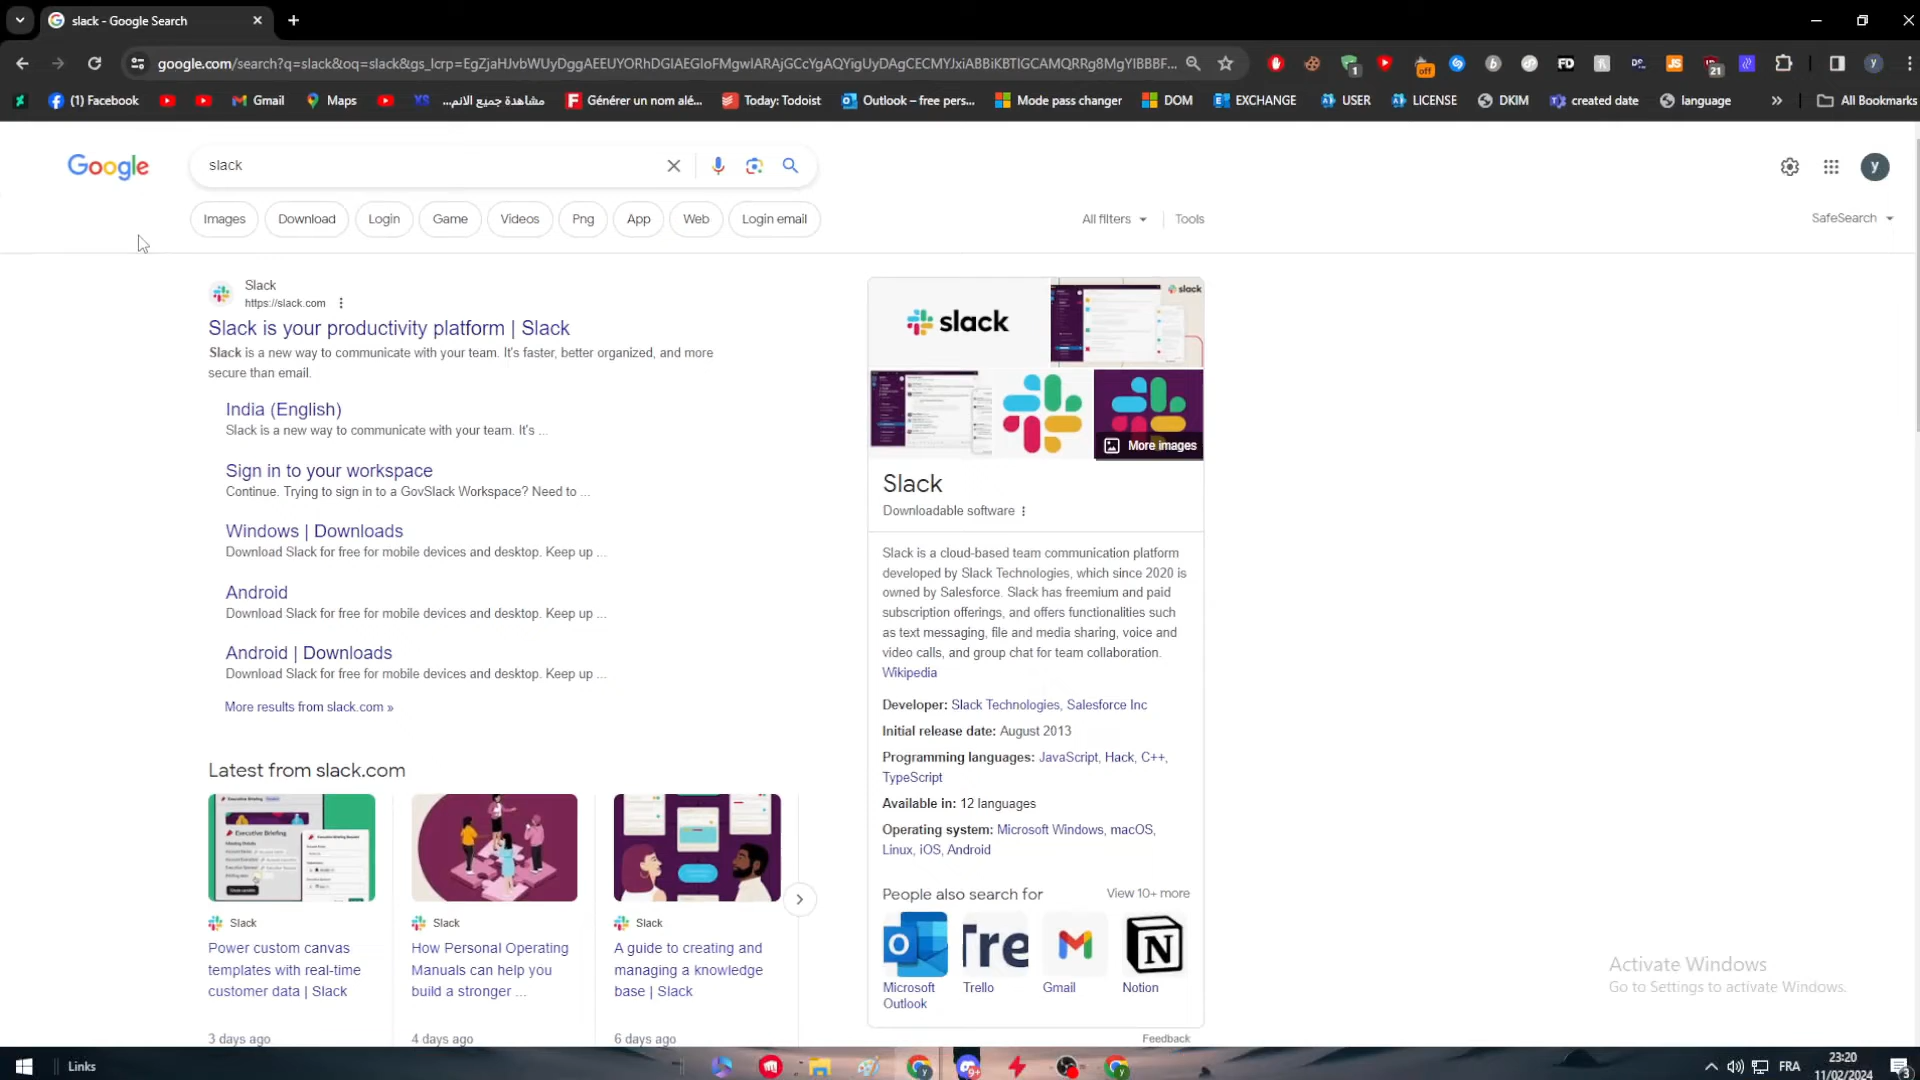 slack - Google Search
google.com/search?q=slack&oq=slack&gs_lcrp=EgZjaHJvbWUyDggAEEUYORhDGIAEGIoFMgwIARAjGCcYgAQYigUyDAgCECMYJxiABBiKBTIGCAMQRRg8MgYIBBBF...
(1) Facebook
Gmail
Maps
مشاهدة جميع الانم...
Générer un nom alé...
Today: Todoist
Outlook – free pers...
Mode pass changer
DOM
EXCHANGE
USER
LICENSE
DKIM
created date
language
All Bookmarks
Google
slack
y
Images
Download
Login
Game
Videos
Png
App
Web
Login email
All filters
Tools
SafeSearch
Slack
https://slack.com
Slack is your productivity platform | Slack
Slack is a new way to communicate with your team. It's faster, better organized, and more
secure than email.
India (English)
Slack is a new way to communicate with your team. It's ...
Sign in to your workspace
Continue. Trying to sign in to a GovSlack Workspace? Need to ...
Windows | Downloads
Download Slack for free for mobile devices and desktop. Keep up ...
Android
Download Slack for free for mobile devices and desktop. Keep up ...
Android | Downloads
Download Slack for free for mobile devices and desktop. Keep up ...
More results from slack.com »
Latest from slack.com
Executive Briefing
Slack
Power custom canvas
templates with real-time
customer data | Slack
3 days ago
Slack
How Personal Operating
Manuals can help you
build a stronger ...
4 days ago
Slack
A guide to creating and
managing a knowledge
base | Slack
6 days ago
slack
slack
More images
Slack
Downloadable software
Slack is a cloud-based team communication platform
developed by Slack Technologies, which since 2020 is
owned by Salesforce. Slack has freemium and paid
subscription offerings, and offers functionalities such
as text messaging, file and media sharing, voice and
video calls, and group chat for team collaboration.
Wikipedia
Developer: Slack Technologies, Salesforce Inc
Initial release date: August 2013
Programming languages: JavaScript, Hack, C++,
TypeScript
Available in: 12 languages
Operating system: Microsoft Windows, macOS,
Linux, iOS, Android
People also search for
View 10+ more
Microsoft
Outlook
Trello
Gmail
Notion
Feedback
Activate Windows
Go to Settings to activate Windows.
Links
FRA
23:20
11/02/2024